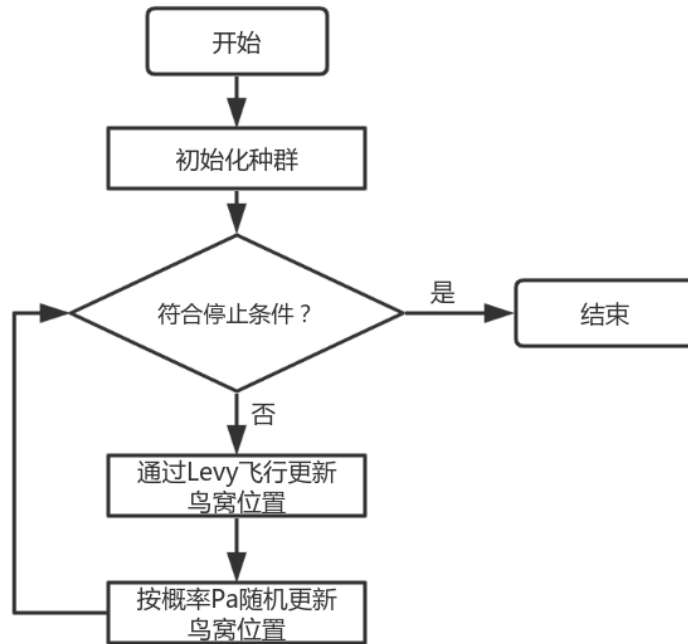 开始
初始化种群
符合停止条件？
是
结束
否
通过Levy飞行更新
鸟窝位置
按概率Pa随机更新
鸟窝位置